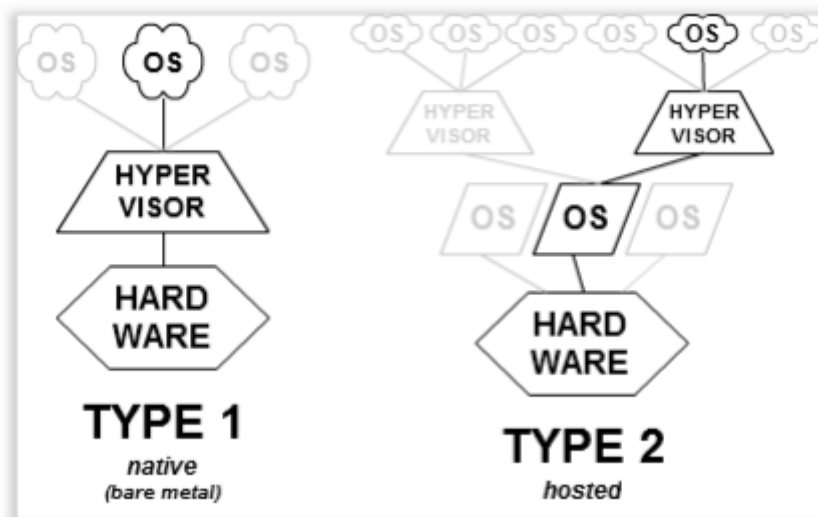 OS OS OS
HYPER
VISOR
HARD
WARE
TYPE 1
native
(bare metal)
OS OS OS OS OS OS
HYPER
VISOR
HYPER
VISOR
OS OS OS
HARD
WARE
TYPE 2
hosted